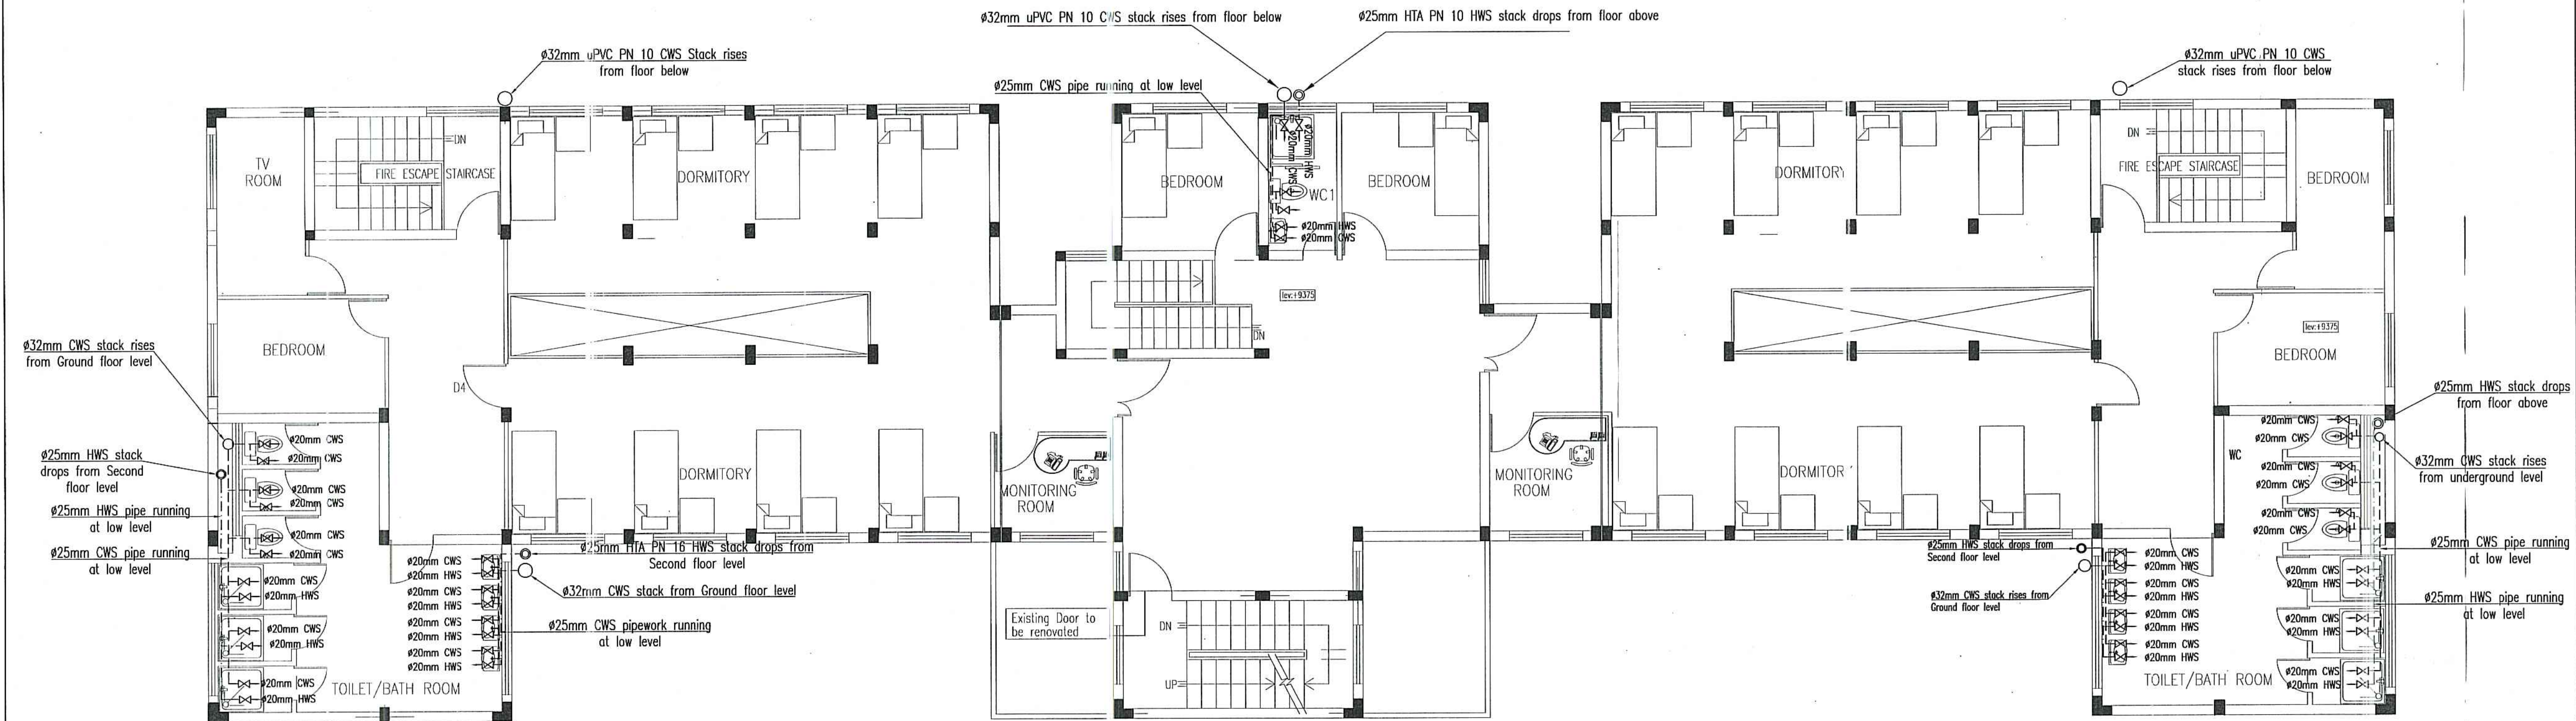 ø32mm uPVC PN 10 CWS stack rises from floor below
ø25mm HTA PN 10 HWS stack drops from floor above
ø32mm uPVC PN 10 CWS Stack rises
from floor below
ø32mm uPVC PN 10 CWS
stack rises from floor below
ø25mm CWS pipe running at low level
TV
ROOM
DN
FIRE ESCAPE STAIRCASE
DORMITORY
BEDROOM
ø20mm HWS
ø20mm CWS
WC1
ø20mm HWS
ø20mm CWS
BEDROOM
DORMITORY
DN
FIRE ESCAPE STAIRCASE
BEDROOM
lev:+9375
DN
lev:+9375
BEDROOM
BEDROOM
D4
ø32mm CWS stack rises
from Ground floor level
ø25mm HWS stack
drops from Second
floor level
ø25mm HWS pipe running
at low level
ø25mm CWS pipe running
at low level
ø20mm CWS
ø20mm CWS
ø20mm CWS
ø20mm CWS
ø20mm CWS
ø20mm CWS
ø20mm CWS
ø20mm HWS
ø20mm CWS
ø20mm HWS
ø20mm CWS
ø20mm HWS
TOILET/BATH ROOM
ø20mm CWS
ø20mm HWS
ø20mm CWS
ø20mm HWS
ø20mm CWS
ø20mm HWS
ø20mm CWS
ø20mm HWS
DORMITORY
ø25mm HTA PN 16 HWS stack drops from
Second floor level
ø32mm CWS stack from Ground floor level
ø25mm CWS pipework running
at low level
MONITORING
ROOM
Existing Door to
be renovated
DN
UP
MONITORING
ROOM
DORMITOR
ø25mm HWS stack drops from
Second floor level
ø32mm CWS stack rises from
Ground floor level
ø20mm CWS
ø20mm HWS
ø20mm CWS
ø20mm HWS
ø20mm CWS
ø20mm HWS
ø20mm CWS
ø20mm HWS
TOILET/BATH ROOM
WC
ø20mm CWS
ø20mm CWS
ø20mm CWS
ø20mm CWS
ø20mm CWS
ø20mm CWS
ø20mm CWS
ø20mm HWS
ø20mm CWS
ø20mm HWS
ø20mm CWS
ø20mm HWS
ø25mm HWS stack drops
from floor above
ø32mm CWS stack rises
from underground level
ø25mm CWS pipe running
at low level
ø25mm HWS pipe running
at low level